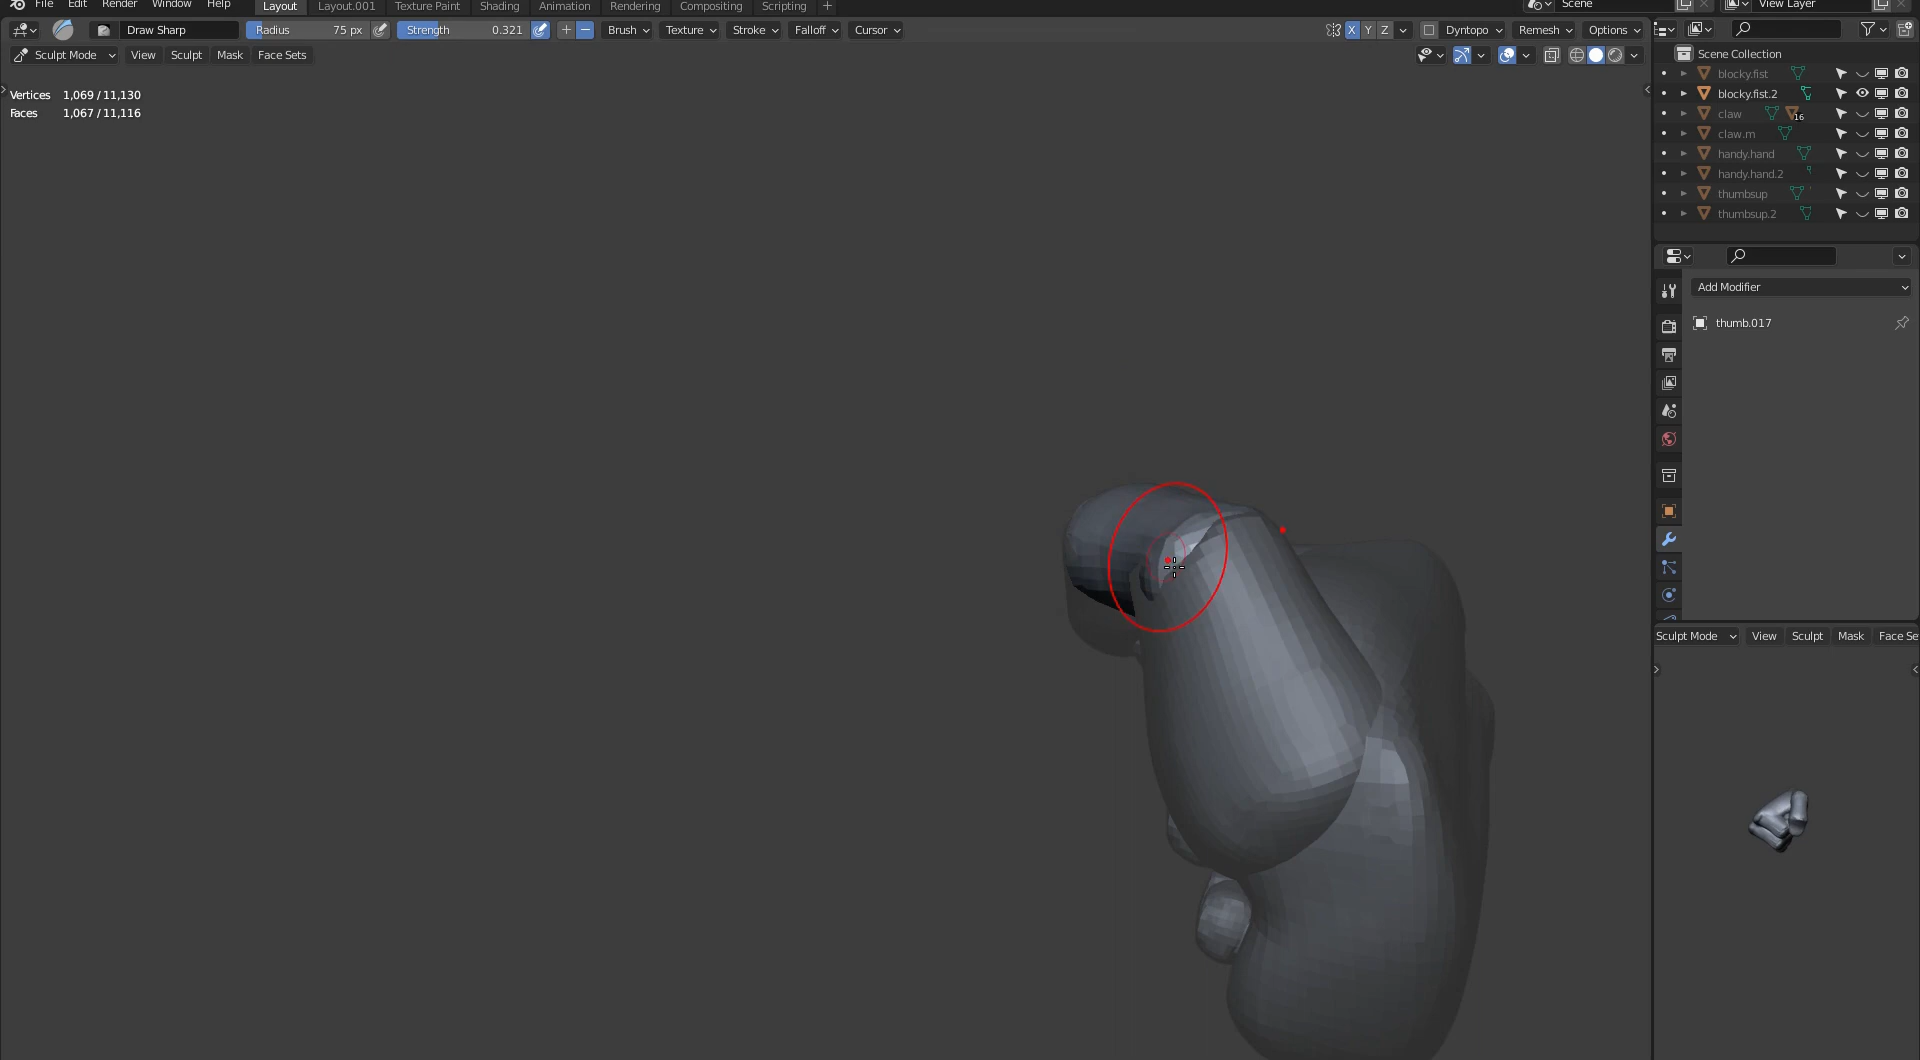 File Edit Render Window Help Layout Layout.001 Texture Paint Shading Animation Rendering Compositing Scripting + Scene View Layer
Draw Sharp Radius 75 px Strength 0.321 Brush Texture Stroke Falloff Cursor X Y Z Dyntopo Remesh Options
Sculpt Mode View Sculpt Mask Face Sets
Vertices 1,069 / 11,130
Faces 1,067 / 11,116
Scene Collection
blocky.fist
blocky.fist.2
claw 16
claw.m
handy.hand
handy.hand.2
thumbsup
thumbsup.2
Add Modifier
thumb.017
Sculpt Mode View Sculpt Mask Face Se